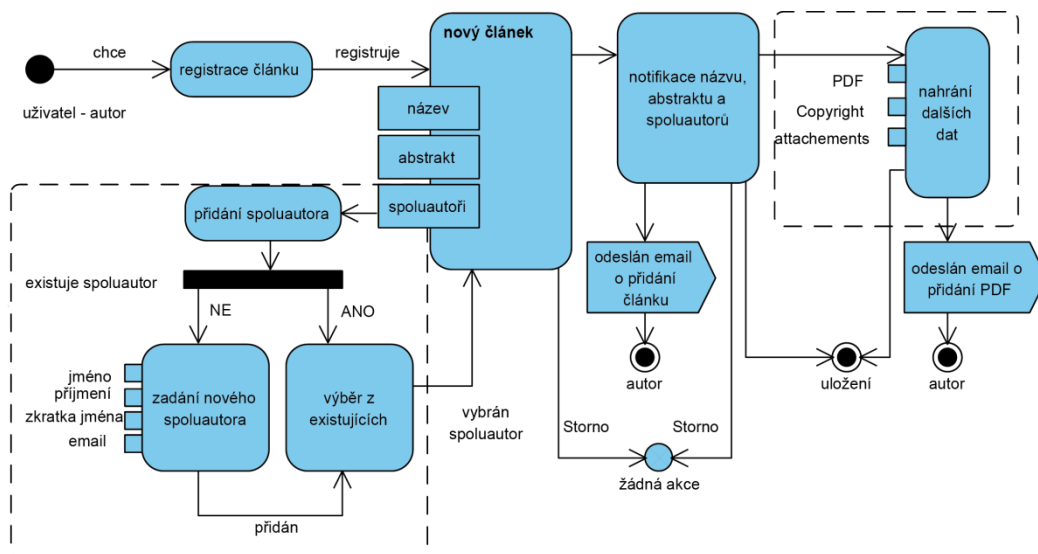 chce
registrace článku
registruje
uživatel - autor
nový článek
název
abstrakt
spoluautoři
notifikace názvu,
abstraktu a
spoluautorů
PDF
Copyright
attachements
nahrání
dalších
dat
přidání spoluautora
existuje spoluautor
NE
ANO
jméno
příjmení
zkratka jména
email
zadání nového
spoluautora
výběr z
existujících
přidán
vybrán
spoluautor
odeslán email
o přidání
článku
autor
Storno
Storno
žádná akce
uložení
odeslán email o
přidání PDF
autor